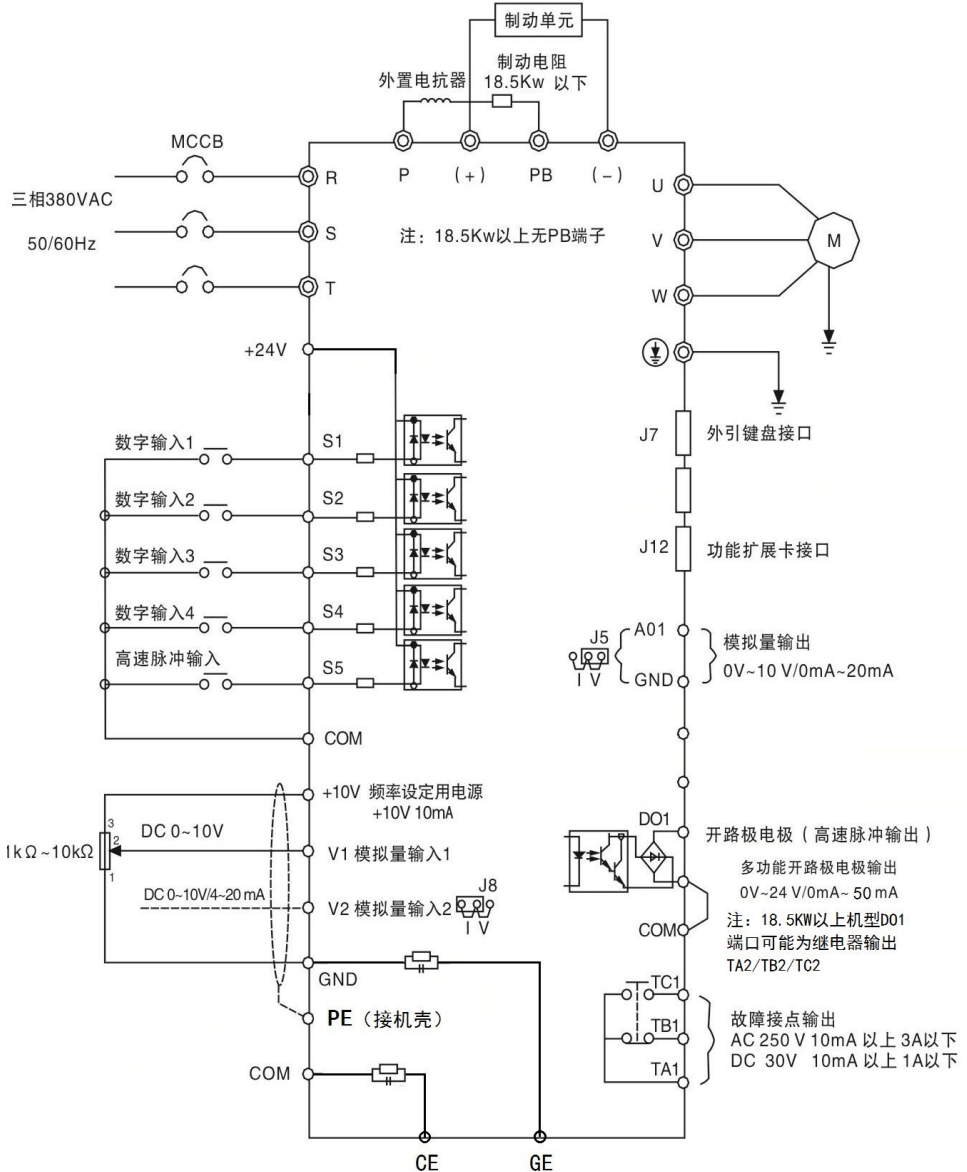 制动单元
制动电阻
外置电抗器 18.5Kw 以下
MCCB
P (+) PB (-)
R
三相380VAC
S
50/60Hz
T
注：18.5Kw以上无PB端子
U
V
W
M
+24V
数字输入1 S1
数字输入2 S2
数字输入3 S3
数字输入4 S4
高速脉冲输入 S5
COM
J7 外引键盘接口
J12 功能扩展卡接口
J5
I V
A01
GND
模拟量输出
0V~10 V/0mA~20mA
+10V 频率设定用电源
+10V 10mA
3
2
1
1kΩ~10kΩ
DC 0~10V
V1 模拟量输入1
DC 0~10V/4~20 mA
V2 模拟量输入2
J8
I V
GND
PE（接机壳）
COM
CE
GE
DO1
开路极电极（高速脉冲输出）
多功能开路极电极输出
0V~24 V/0mA~ 50 mA
COM
注：18.5KW以上机型DO1
端口可能为继电器输出
TA2/TB2/TC2
TC1
TB1
TA1
故障接点输出
AC 250 V 10mA 以上 3A以下
DC 30V 10mA 以上 1A以下